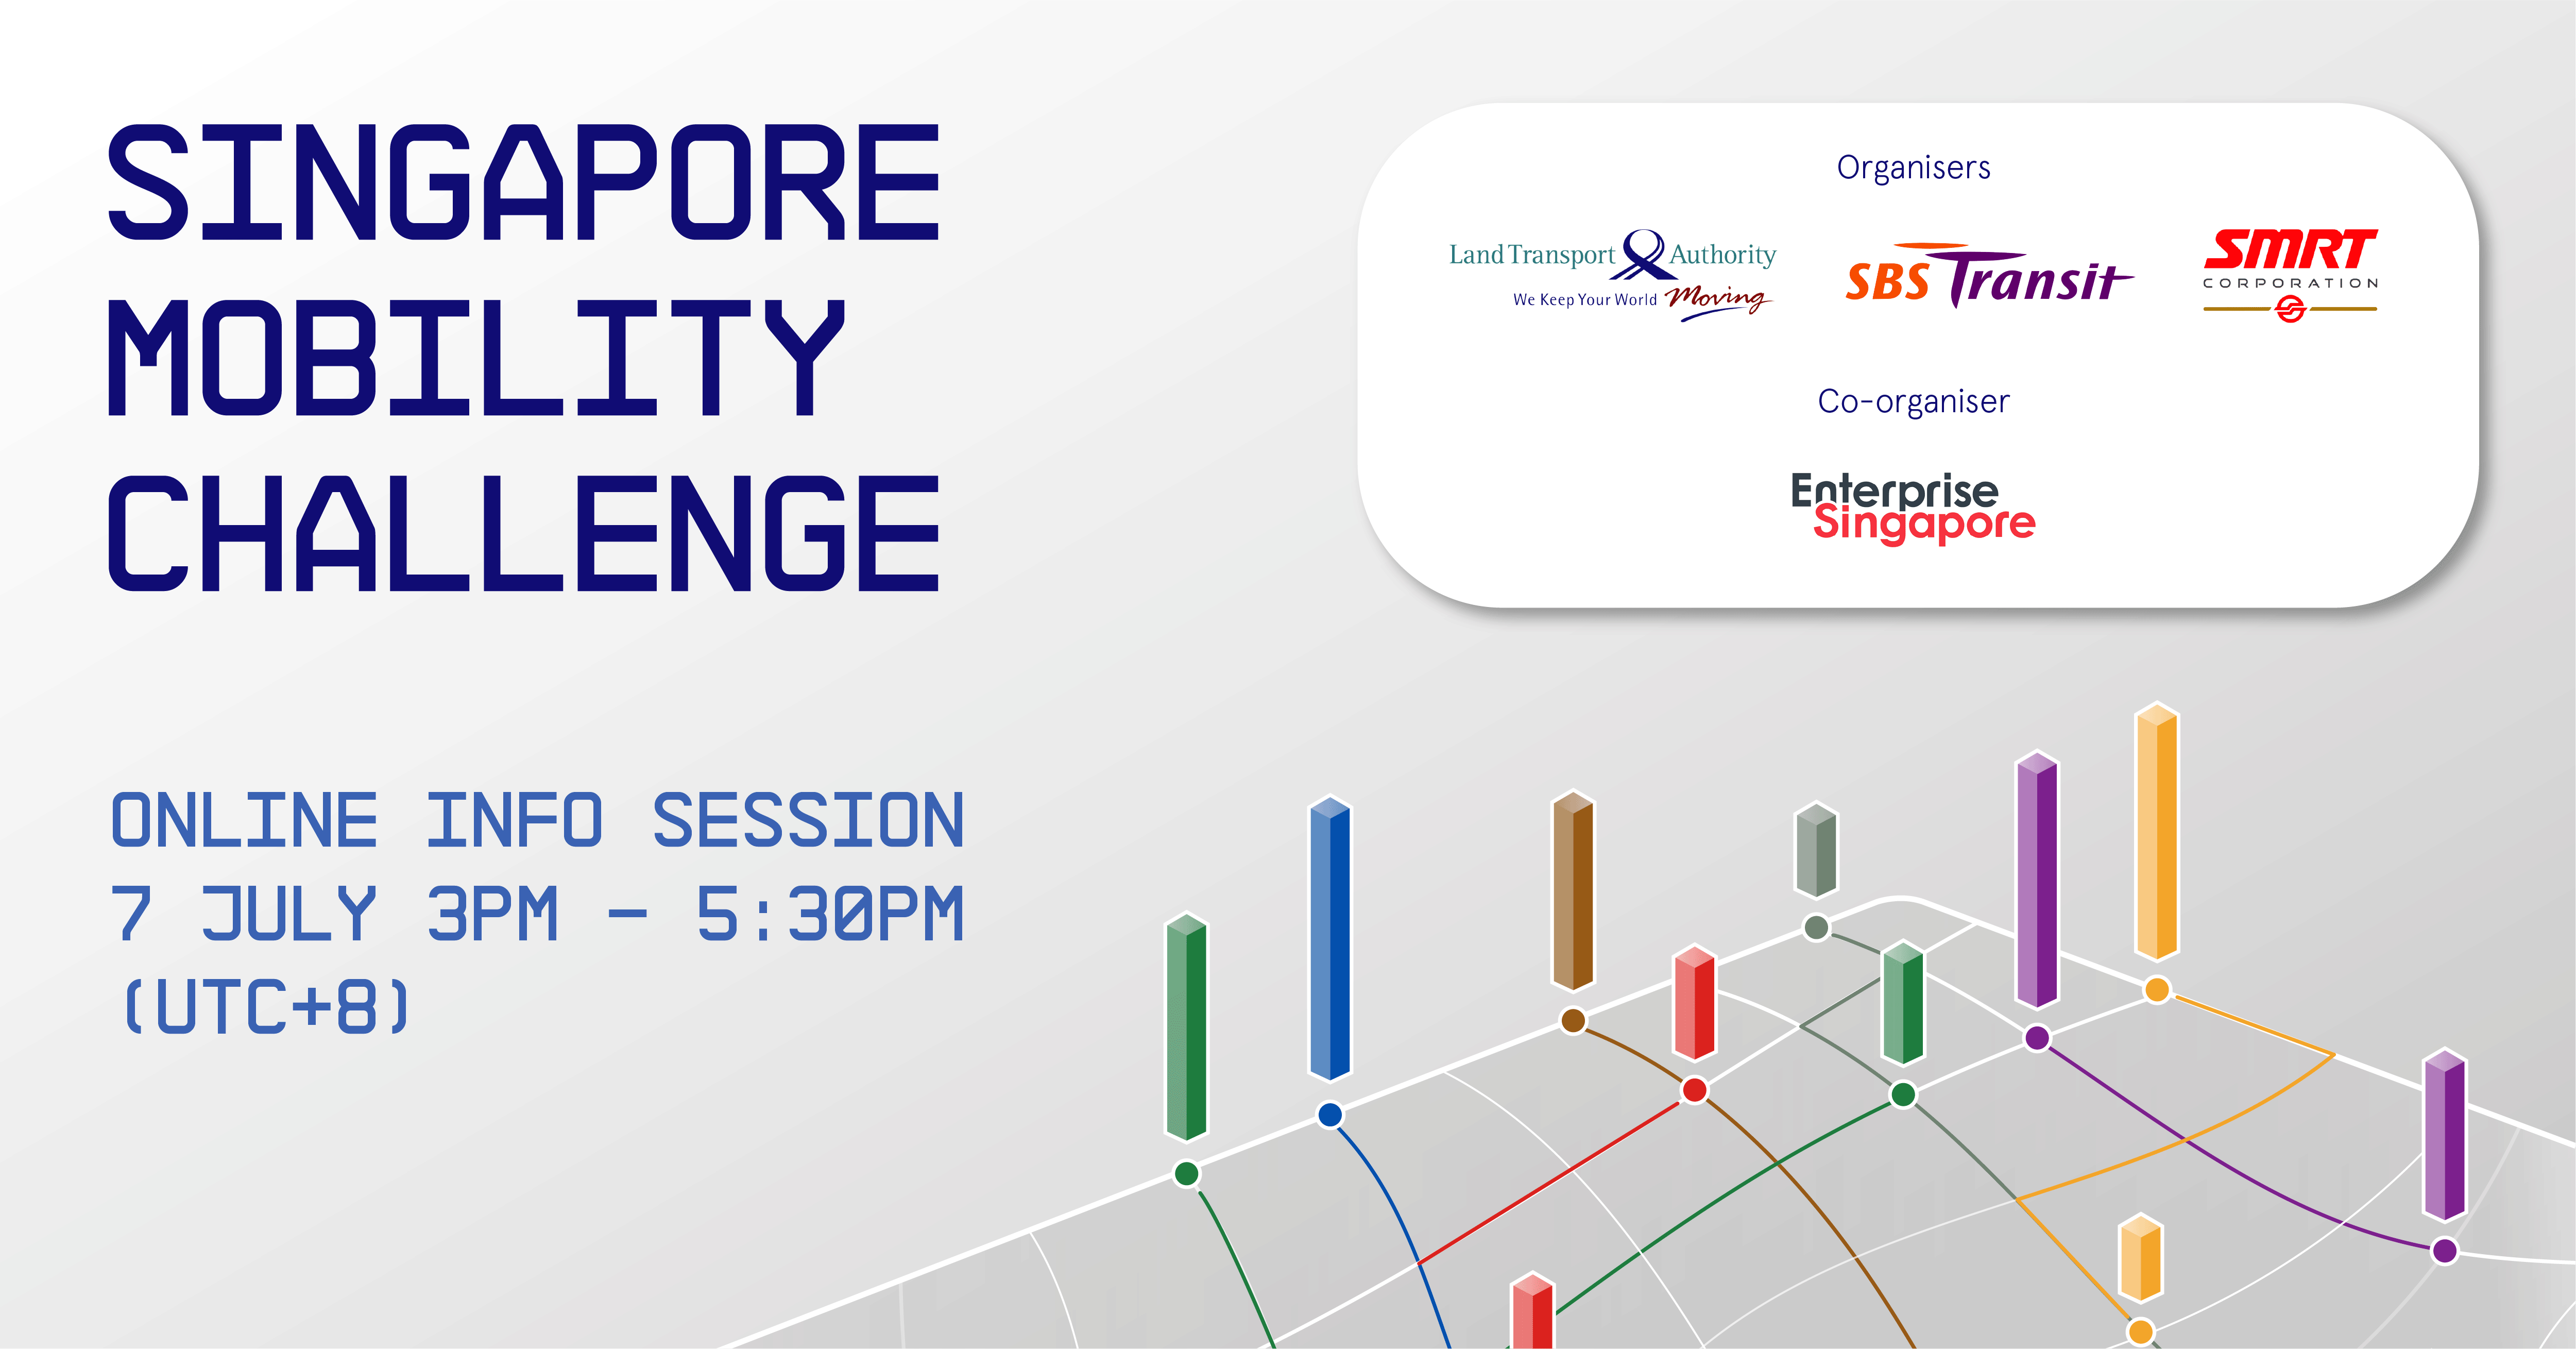 SINGAPORE
MOBILITY
CHALLENGE
ONLINE INFO SESSION
7 JULY 3PM – 5:30PM
(UTC+8)
Organisers
Land Transport Authority
We Keep Your World Moving
SBS Transit
SMRT
CORPORATION
Co-organiser
Enterprise
Singapore